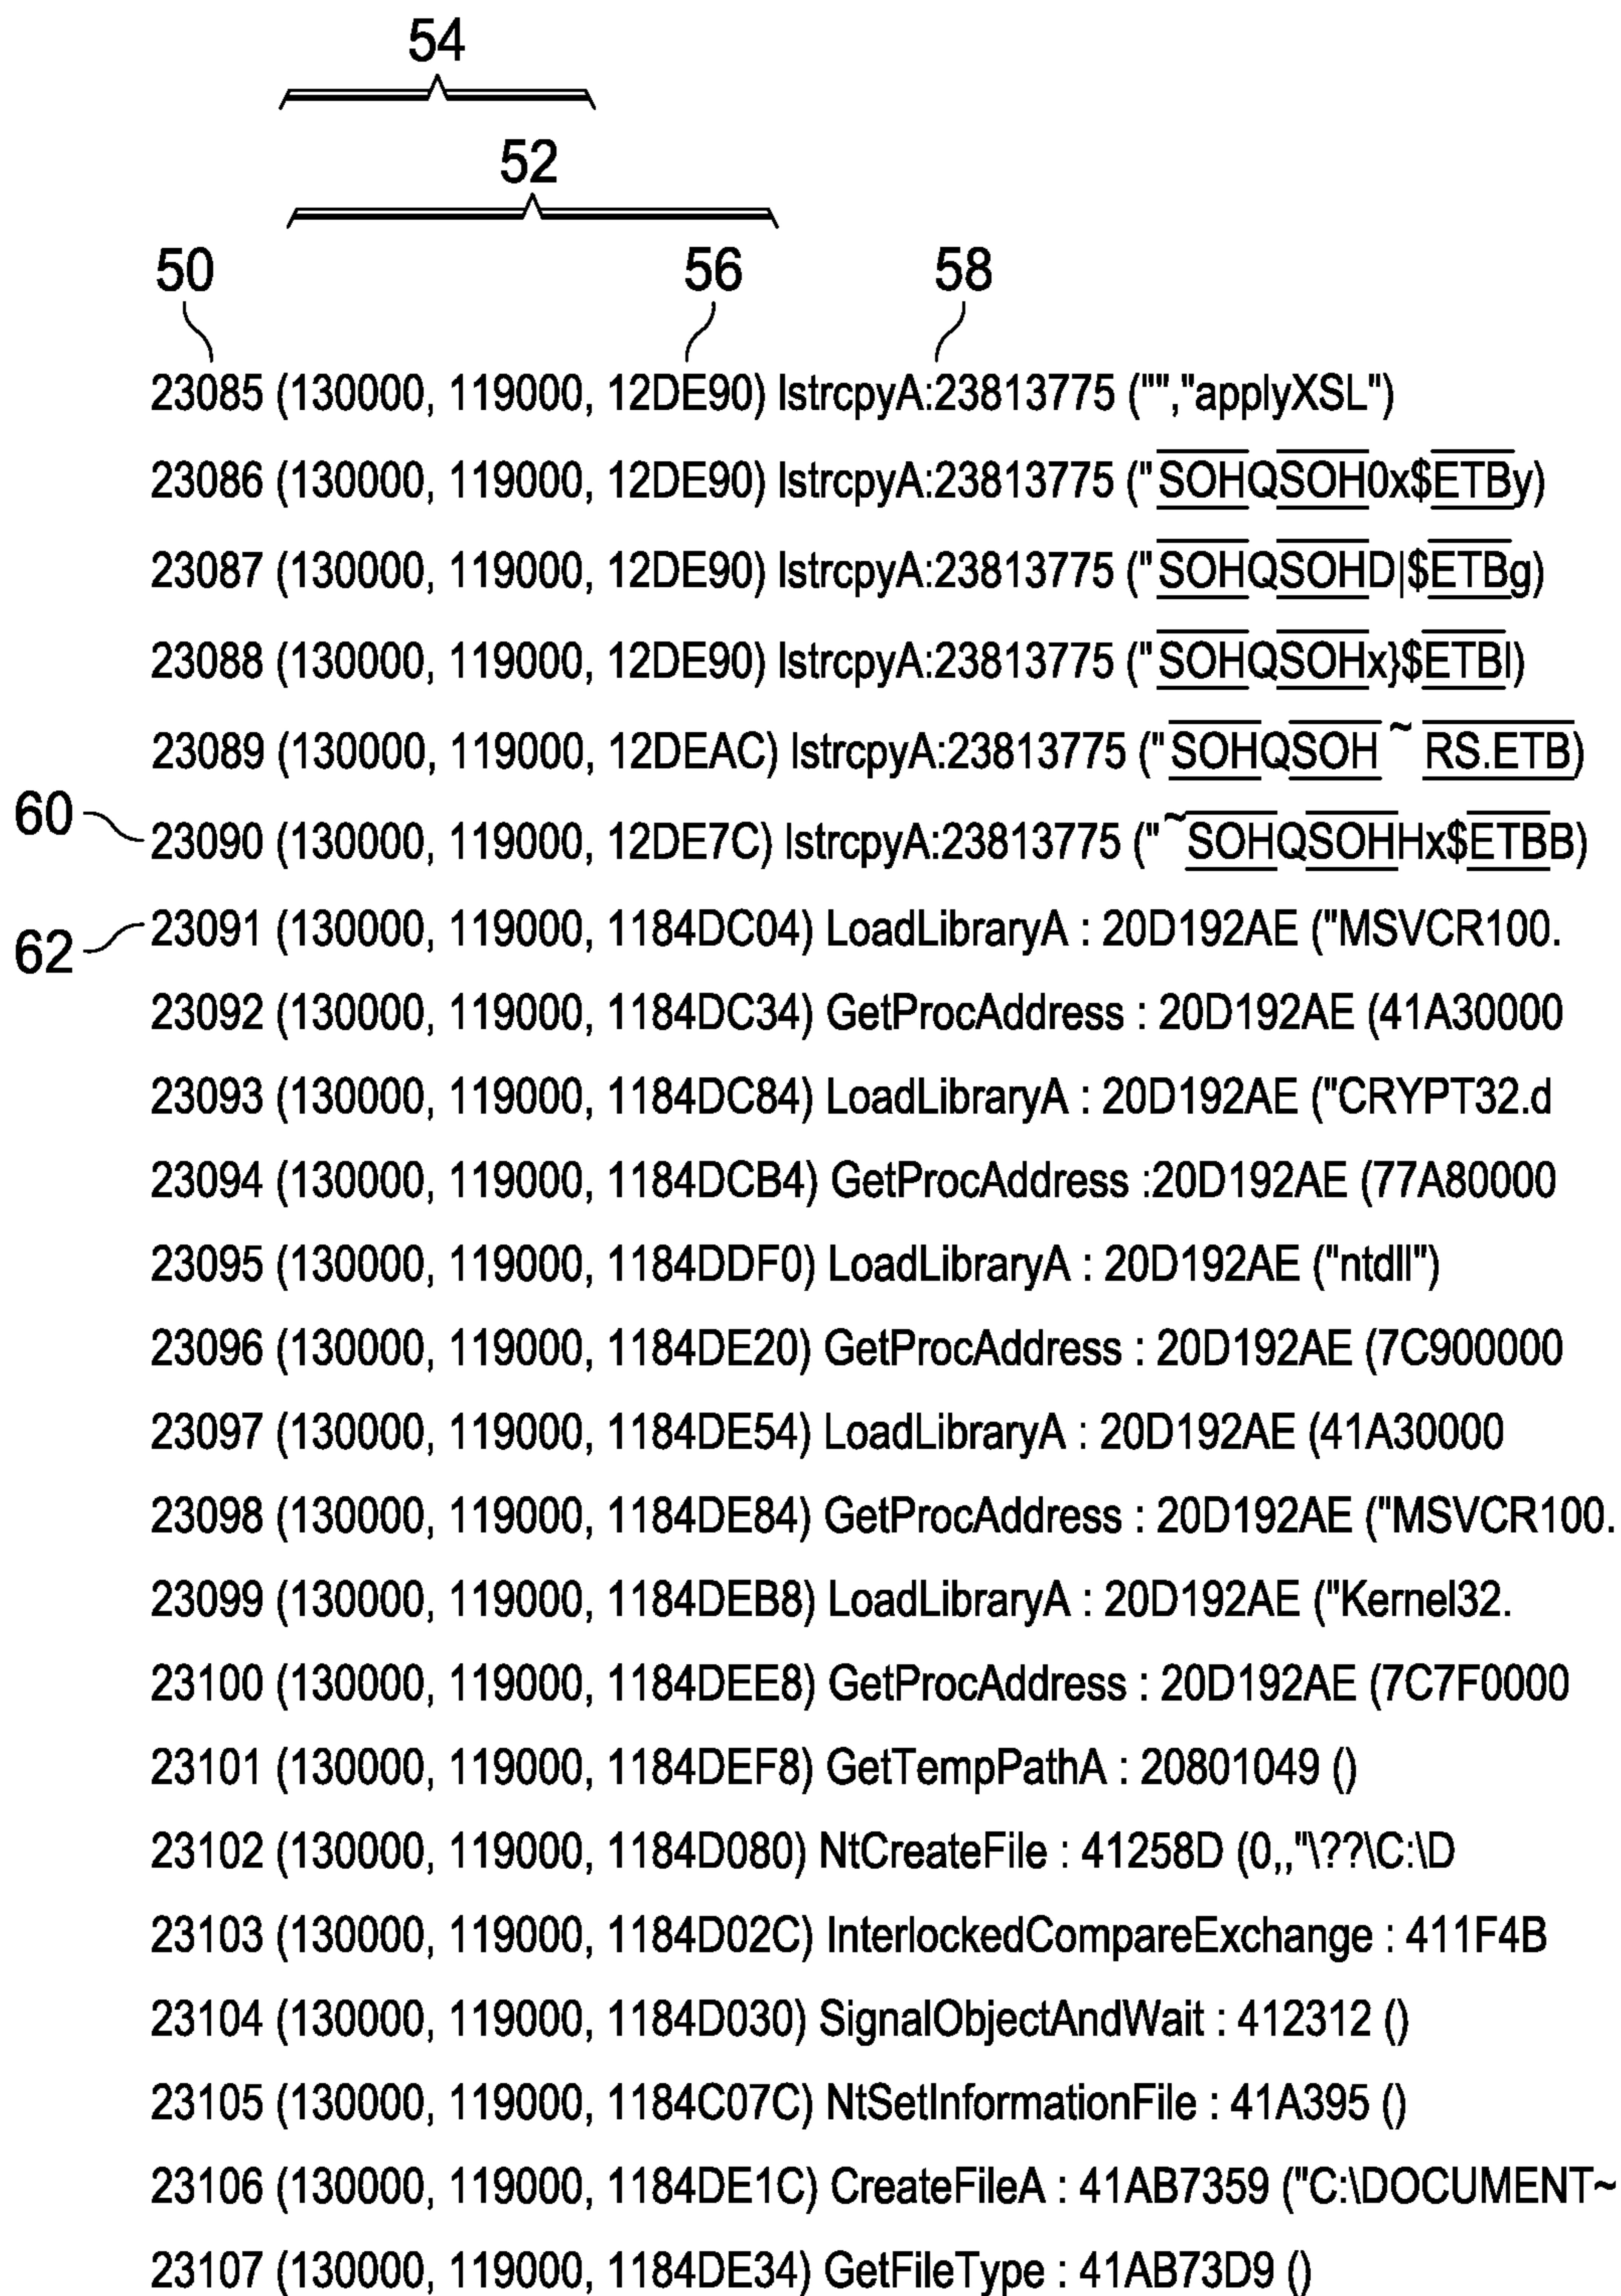 54
52
50 56 58
23085 (130000, 119000, 12DE90) lstrcpyA:23813775 ("","applyXSL")
23086 (130000, 119000, 12DE90) lstrcpyA:23813775 ("SOHQSOH0x$ETBy)
23087 (130000, 119000, 12DE90) lstrcpyA:23813775 ("SOHQSOHD|$ETBg)
23088 (130000, 119000, 12DE90) lstrcpyA:23813775 ("SOHQSOHx}$ETBl)
23089 (130000, 119000, 12DEAC) lstrcpyA:23813775 ("SOHQSOH ~ RS.ETB)
60 23090 (130000, 119000, 12DE7C) lstrcpyA:23813775 ("~SOHQSOHHx$ETBB)
62 23091 (130000, 119000, 1184DC04) LoadLibraryA : 20D192AE ("MSVCR100.
23092 (130000, 119000, 1184DC34) GetProcAddress : 20D192AE (41A30000
23093 (130000, 119000, 1184DC84) LoadLibraryA : 20D192AE ("CRYPT32.d
23094 (130000, 119000, 1184DCB4) GetProcAddress :20D192AE (77A80000
23095 (130000, 119000, 1184DDF0) LoadLibraryA : 20D192AE ("ntdll")
23096 (130000, 119000, 1184DE20) GetProcAddress : 20D192AE (7C900000
23097 (130000, 119000, 1184DE54) LoadLibraryA : 20D192AE (41A30000
23098 (130000, 119000, 1184DE84) GetProcAddress : 20D192AE ("MSVCR100.
23099 (130000, 119000, 1184DEB8) LoadLibraryA : 20D192AE ("Kernel32.
23100 (130000, 119000, 1184DEE8) GetProcAddress : 20D192AE (7C7F0000
23101 (130000, 119000, 1184DEF8) GetTempPathA : 20801049 ()
23102 (130000, 119000, 1184D080) NtCreateFile : 41258D (0,,"\??\C:\D
23103 (130000, 119000, 1184D02C) InterlockedCompareExchange : 411F4B
23104 (130000, 119000, 1184D030) SignalObjectAndWait : 412312 ()
23105 (130000, 119000, 1184C07C) NtSetInformationFile : 41A395 ()
23106 (130000, 119000, 1184DE1C) CreateFileA : 41AB7359 ("C:\DOCUMENT~
23107 (130000, 119000, 1184DE34) GetFileType : 41AB73D9 ()